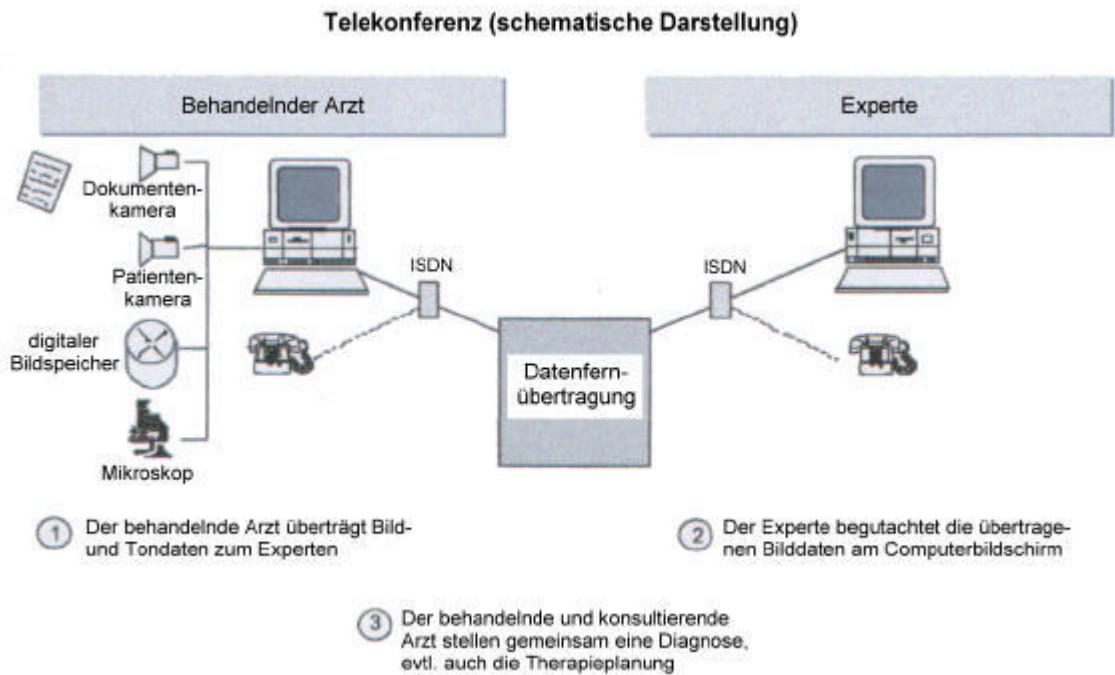 Telekonferenz (schematische Darstellung)
Behandelnder Arzt
Experte
Dokumenten-
kamera
Patienten-
kamera
digitaler
Bildspeicher
Mikroskop
ISDN
ISDN
Datenfern-
übertragung
1 Der behandelnde Arzt überträgt Bild-
und Tondaten zum Experten
2 Der Experte begutachtet die übertrage-
nen Bilddaten am Computerbildschirm
3 Der behandelnde und konsultierende
Arzt stellen gemeinsam eine Diagnose,
evtl. auch die Therapieplanung